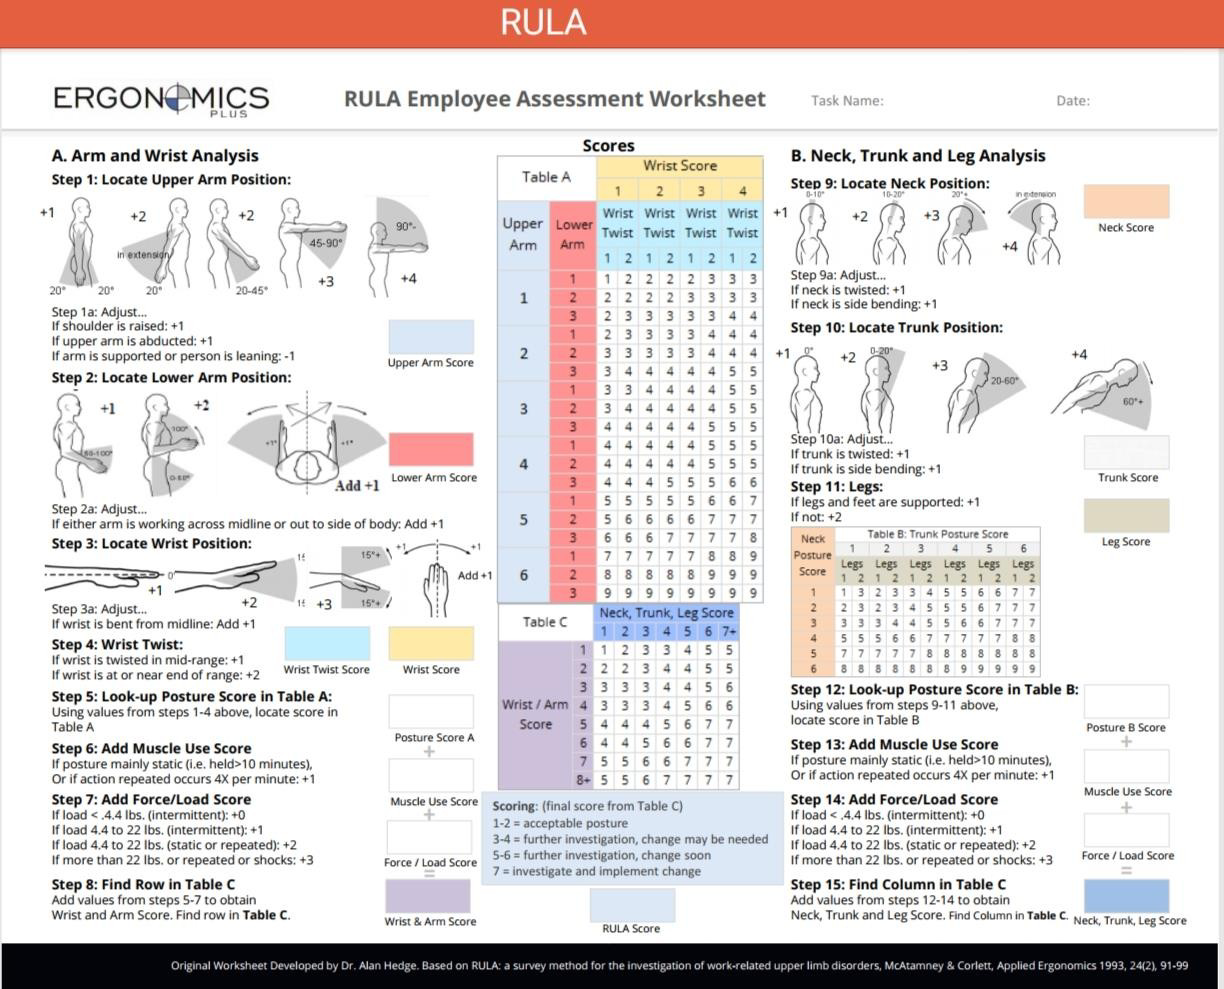 RULA
ERGONOMICS
PLUS
RULA Employee Assessment Worksheet
Task Name:
Date:
A. Arm and Wrist Analysis
Step 1: Locate Upper Arm Position:
+1
+2
+2
in extension
45-90°
90°-
+3
+4
20°
20°
20°
20-45°
Step 1a: Adjust...
If shoulder is raised: +1
If upper arm is abducted: +1
If arm is supported or person is leaning: -1
Upper Arm Score
Step 2: Locate Lower Arm Position:
+1
+2
100°
60-100°
+1°
+1°
Add +1
Lower Arm Score
Step 2a: Adjust...
If either arm is working across midline or out to side of body: Add +1
Step 3: Locate Wrist Position:
+1
+2
+3
15°+
15°+
+1
+1
Add +1
Step 3a: Adjust...
If wrist is bent from midline: Add +1
Step 4: Wrist Twist:
If wrist is twisted in mid-range: +1
If wrist is at or near end of range: +2
Wrist Twist Score
Wrist Score
Step 5: Look-up Posture Score in Table A:
Using values from steps 1-4 above, locate score in
Table A
Posture Score A
+
Step 6: Add Muscle Use Score
If posture mainly static (i.e. held>10 minutes),
Or if action repeated occurs 4X per minute: +1
Muscle Use Score
+
Step 7: Add Force/Load Score
If load < .4.4 lbs. (intermittent): +0
If load 4.4 to 22 lbs. (intermittent): +1
If load 4.4 to 22 lbs. (static or repeated): +2
If more than 22 lbs. or repeated or shocks: +3
Force / Load Score
=
Step 8: Find Row in Table C
Add values from steps 5-7 to obtain
Wrist and Arm Score. Find row in Table C.
Wrist & Arm Score
Scores
Table A
Wrist Score
1 2 3 4
Upper Arm
Lower Arm
Wrist Twist Wrist Twist Wrist Twist Wrist Twist
1 2 1 2 1 2 1 2
1 1 1 2 2 2 2 3 3 3
2 2 2 2 2 3 3 3 3
3 2 3 3 3 3 3 4 4
2 1 2 3 3 3 3 4 4 4
2 3 3 3 3 3 4 4 4
3 3 4 4 4 4 4 5 5
3 1 3 3 4 4 4 4 5 5
2 3 4 4 4 4 4 5 5
3 4 4 4 4 4 5 5 5
4 1 4 4 4 4 4 5 5 5
2 4 4 4 4 4 5 5 5
3 4 4 4 5 5 5 6 6
5 1 5 5 5 5 5 6 6 7
2 5 6 6 6 6 7 7 7
3 6 6 6 7 7 7 7 8
6 1 7 7 7 7 7 8 8 9
2 8 8 8 8 8 9 9 9
3 9 9 9 9 9 9 9 9
Table C
Neck, Trunk, Leg Score
1 2 3 4 5 6 7+
Wrist / Arm
Score
1 1 2 3 3 4 5 5
2 2 2 3 4 4 5 5
3 3 3 3 4 4 5 6
4 3 3 3 4 5 6 6
5 4 4 4 5 6 7 7
6 4 4 5 6 6 7 7
7 5 5 6 6 7 7 7
8+ 5 5 6 7 7 7 7
Scoring: (final score from Table C)
1-2 = acceptable posture
3-4 = further investigation, change may be needed
5-6 = further investigation, change soon
7 = investigate and implement change
RULA Score
B. Neck, Trunk and Leg Analysis
Step 9: Locate Neck Position:
0-10°
10-20°
20°+
in extension
+1
+2
+3
+4
Neck Score
Step 9a: Adjust...
If neck is twisted: +1
If neck is side bending: +1
Step 10: Locate Trunk Position:
+1
0°
+2
0-20°
+3
20-60°
+4
60°+
Step 10a: Adjust...
If trunk is twisted: +1
If trunk is side bending: +1
Trunk Score
Step 11: Legs:
If legs and feet are supported: +1
If not: +2
Leg Score
Neck Posture Score
Table B: Trunk Posture Score
1 2 3 4 5 6
Legs Legs Legs Legs Legs Legs
1 2 1 2 1 2 1 2 1 2 1 2
1 1 3 2 3 3 4 5 5 6 6 7 7
2 2 3 2 3 4 5 5 5 6 7 7 7
3 3 3 3 4 4 5 5 6 6 7 7 7
4 5 5 5 6 6 7 7 7 7 7 8 8
5 7 7 7 7 7 8 8 8 8 8 8 8
6 8 8 8 8 8 8 8 9 9 9 9 9
Step 12: Look-up Posture Score in Table B:
Using values from steps 9-11 above,
locate score in Table B
Posture B Score
+
Step 13: Add Muscle Use Score
If posture mainly static (i.e. held>10 minutes),
Or if action repeated occurs 4X per minute: +1
Muscle Use Score
+
Step 14: Add Force/Load Score
If load < .4.4 lbs. (intermittent): +0
If load 4.4 to 22 lbs. (intermittent): +1
If load 4.4 to 22 lbs. (static or repeated): +2
If more than 22 lbs. or repeated or shocks: +3
Force / Load Score
=
Step 15: Find Column in Table C
Add values from steps 12-14 to obtain
Neck, Trunk and Leg Score. Find Column in Table C.
Neck, Trunk, Leg Score
Original Worksheet Developed by Dr. Alan Hedge. Based on RULA: a survey method for the investigation of work-related upper limb disorders, McAtamney & Corlett, Applied Ergonomics 1993, 24(2), 91-99